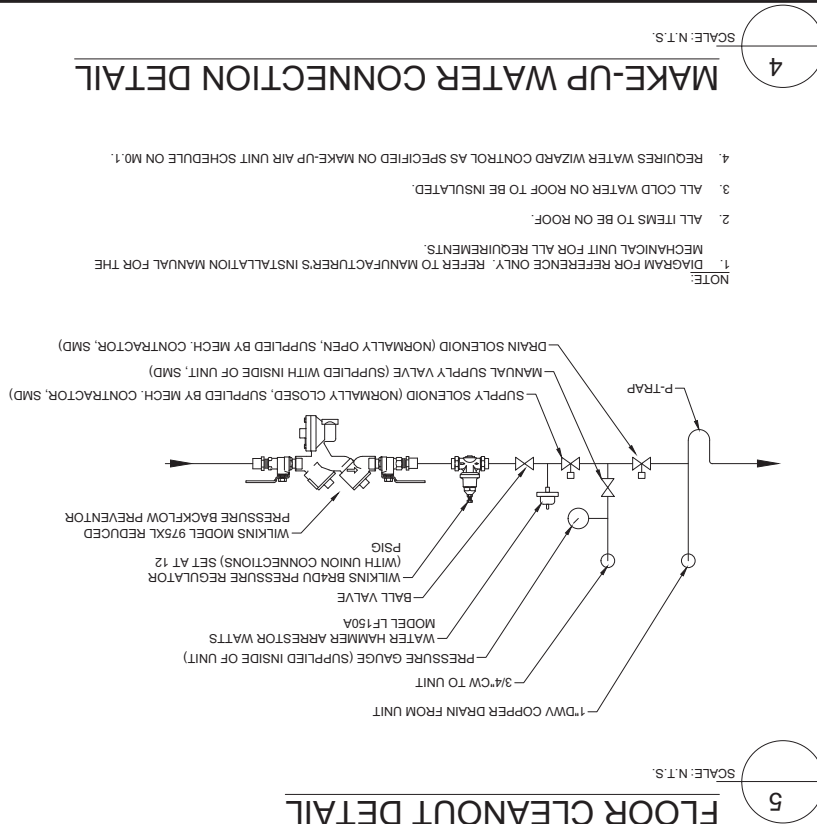 FLOOR CLEANOUT DETAIL
5
SCALE: N.T.S.
1"DWV COPPER DRAIN FROM UNIT
3/4"CW TO UNIT
PRESSURE GAUGE (SUPPLIED INSIDE OF UNIT)
WATER HAMMER ARRESTOR WATTS
MODEL LF150A
BALL VALVE
WILKINS BR4DU PRESSURE REGULATOR
(WITH UNION CONNECTIONS) SET AT 12
PSIG
WILKINS MODEL 975XL REDUCED
PRESSURE BACKFLOW PREVENTOR
P-TRAP
SUPPLY SOLENOID (NORMALLY CLOSED, SUPPLIED BY MECH. CONTRACTOR, SMD)
MANUAL SUPPLY VALVE (SUPPLIED WITH INSIDE OF UNIT, SMD)
DRAIN SOLENOID (NORMALLY OPEN, SUPPLIED BY MECH. CONTRACTOR, SMD)
NOTE:
1. DIAGRAM FOR REFERENCE ONLY. REFER TO MANUFACTURER'S INSTALLATION MANUAL FOR THE
MECHANICAL UNIT FOR ALL REQUIREMENTS.
2. ALL ITEMS TO BE ON ROOF.
3. ALL COLD WATER ON ROOF TO BE INSULATED.
4. REQUIRES WATER WIZARD CONTROL AS SPECIFIED ON MAKE-UP AIR UNIT SCHEDULE ON M0.1.
MAKE-UP WATER CONNECTION DETAIL
4
SCALE: N.T.S.